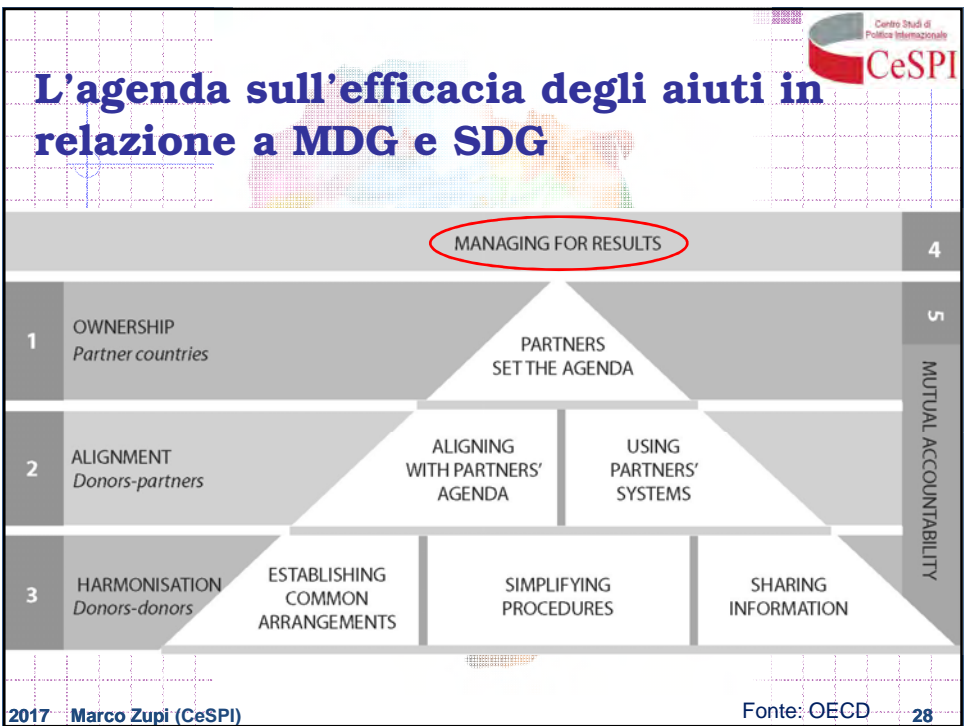 Centro Studi di
Politica Internazionale
CeSPI
L'agenda sull'efficacia degli aiuti in
relazione a MDG e SDG
MANAGING FOR RESULTS
4
1
OWNERSHIP
Partner countries
PARTNERS
SET THE AGENDA
5
MUTUAL ACCOUNTABILITY
2
ALIGNMENT
Donors-partners
ALIGNING
WITH PARTNERS'
AGENDA
USING
PARTNERS'
SYSTEMS
3
HARMONISATION
Donors-donors
ESTABLISHING
COMMON
ARRANGEMENTS
SIMPLIFYING
PROCEDURES
SHARING
INFORMATION
2017 Marco Zupi (CeSPI)
Fonte: OECD
28